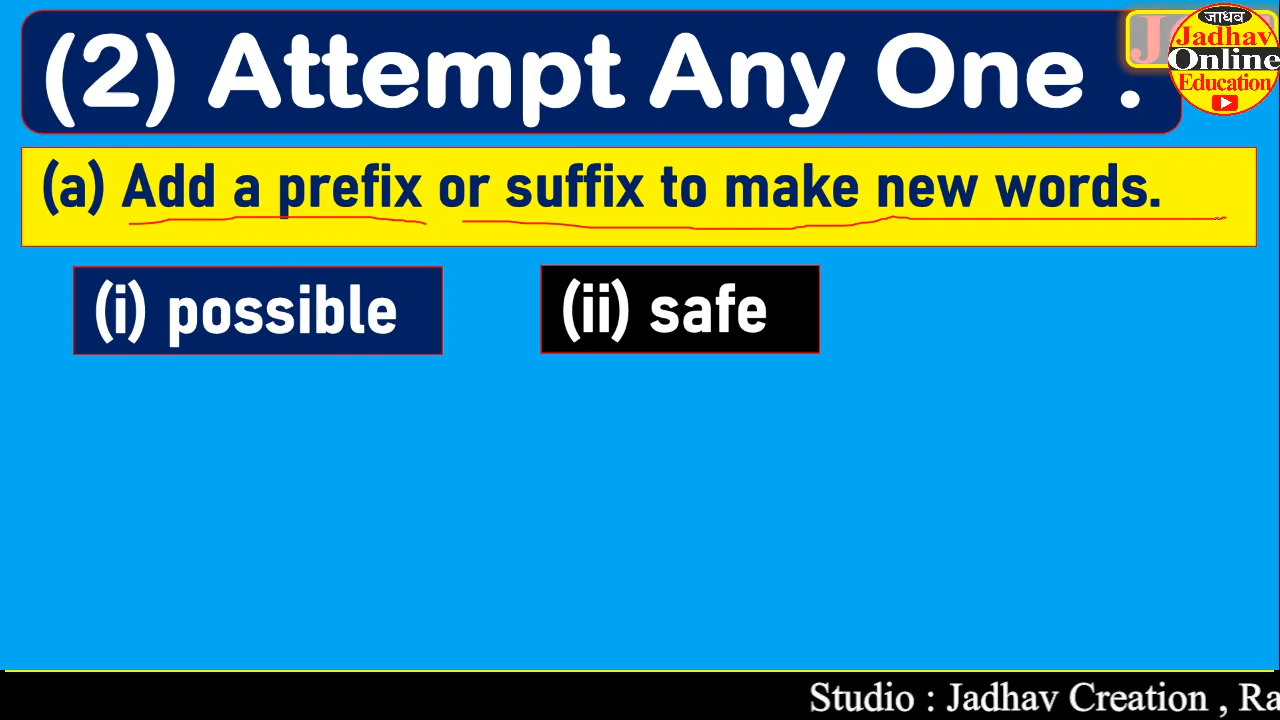 (2) Attempt Any One .
जाधव
Jadhav
Online
Education
(a) Add a prefix or suffix to make new words.
(i) possible
(ii) safe
Studio : Jadhav Creation , Ra